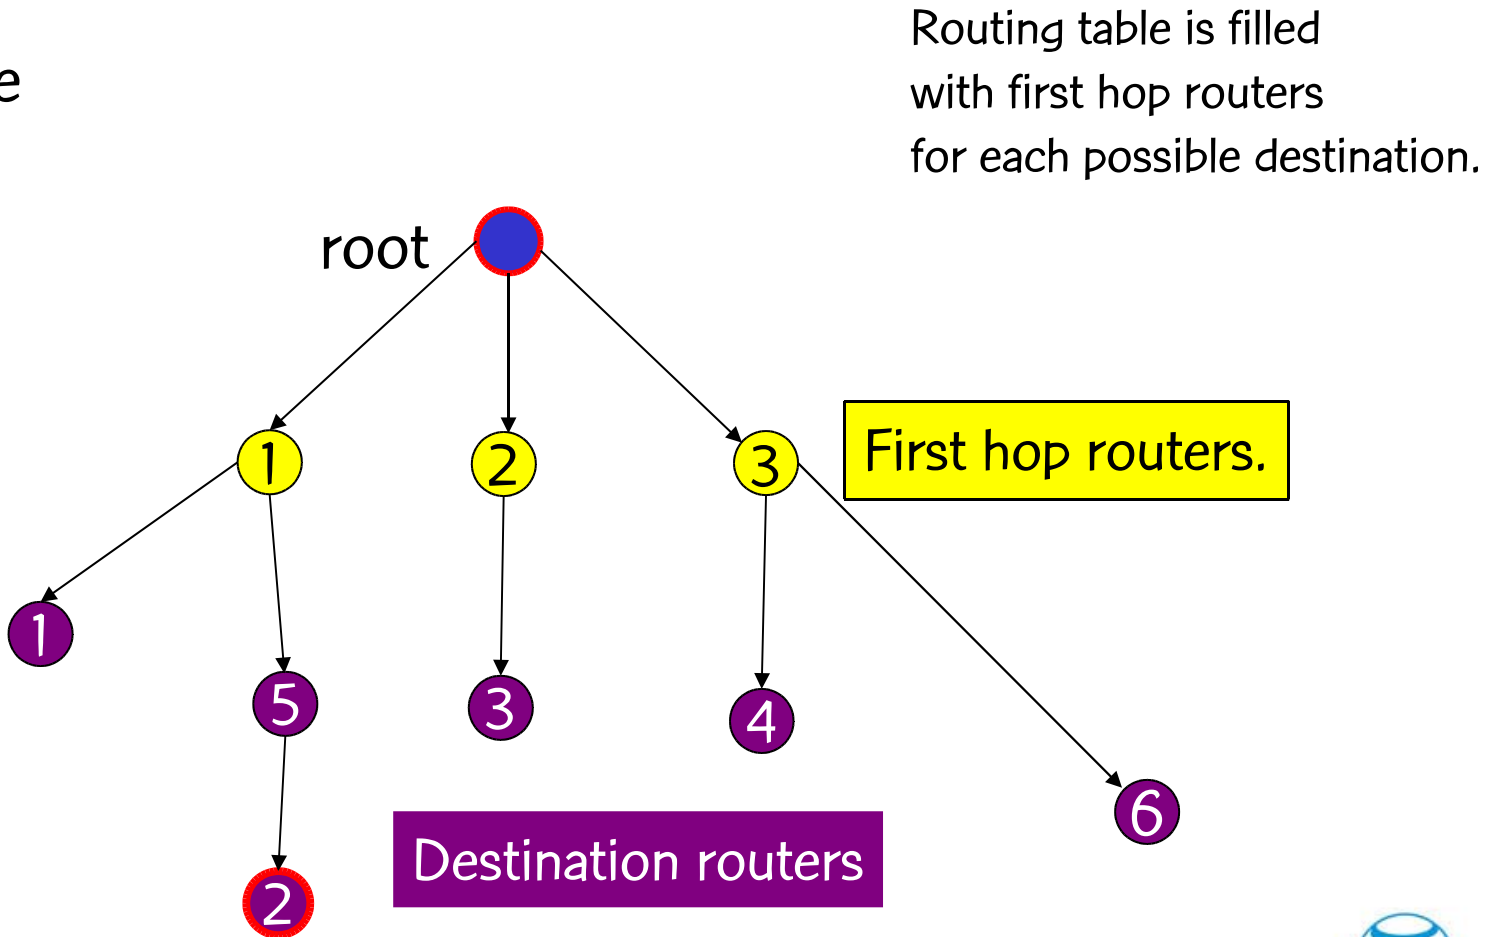 Routing table is filled
e
with first hop routers
for each possible destination.
root
1
2
3
First hop routers.
1
5
3
4
6
Destination routers
2